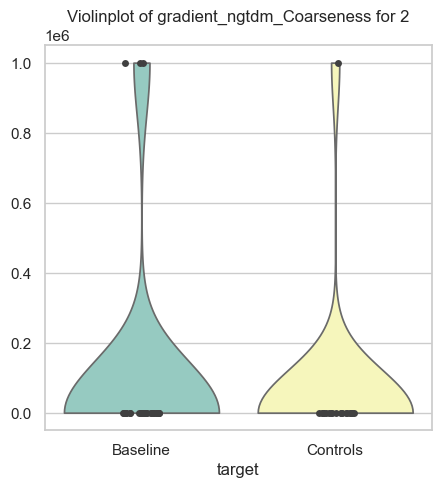 Violinplot of gradient_ngtdm_Coarseness for 2
1e6
1.0
0.8
0.6
0.4
0.2
0.0
Baseline Controls
target